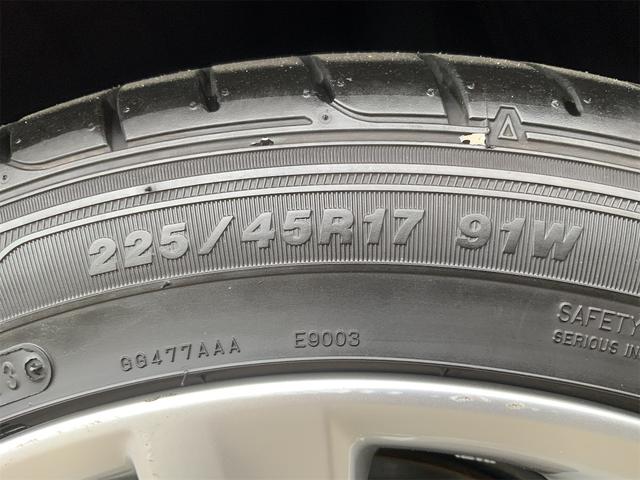 225/45R17 91W
SAFETY
SERIOUS IN
GG477AAA E9003